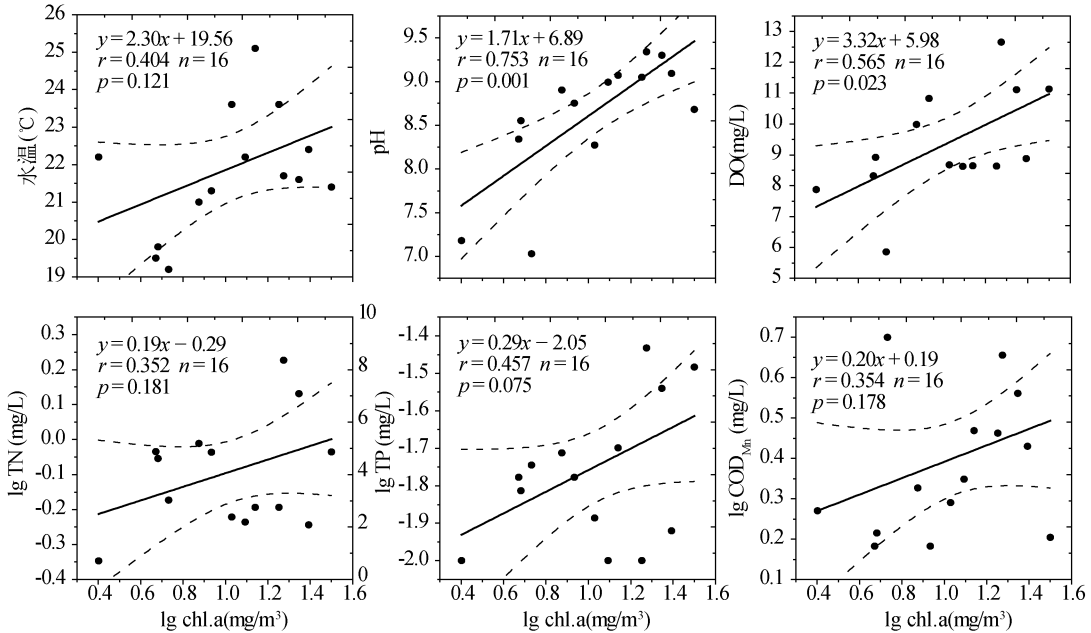 y=2.30x+19.56
r=0.404 n=16
p=0.121
26
25
24
23
22
21
20
19
水温(℃)
y=1.71x+6.89
r=0.753 n=16
p=0.001
9.5
9.0
8.5
8.0
7.5
7.0
pH
y=3.32x+5.98
r=0.565 n=16
p=0.023
13
12
11
10
9
8
7
6
5
DO(mg/L)
y=0.19x−0.29
r=0.352 n=16
p=0.181
0.3
0.2
0.1
0.0
-0.1
-0.2
-0.3
-0.4
lg TN (mg/L)
10
8
6
4
2
0
0.4 0.6 0.8 1.0 1.2 1.4 1.6
lg chl.a(mg/m³)
y=0.29x−2.05
r=0.457 n=16
p=0.075
-1.4
-1.5
-1.6
-1.7
-1.8
-1.9
-2.0
lg TP (mg/L)
0.4 0.6 0.8 1.0 1.2 1.4 1.6
lg chl.a(mg/m³)
y=0.20x+0.19
r=0.354 n=16
p=0.178
0.7
0.6
0.5
0.4
0.3
0.2
0.1
lg COD_Mn (mg/L)
0.4 0.6 0.8 1.0 1.2 1.4 1.6
lg chl.a(mg/m³)